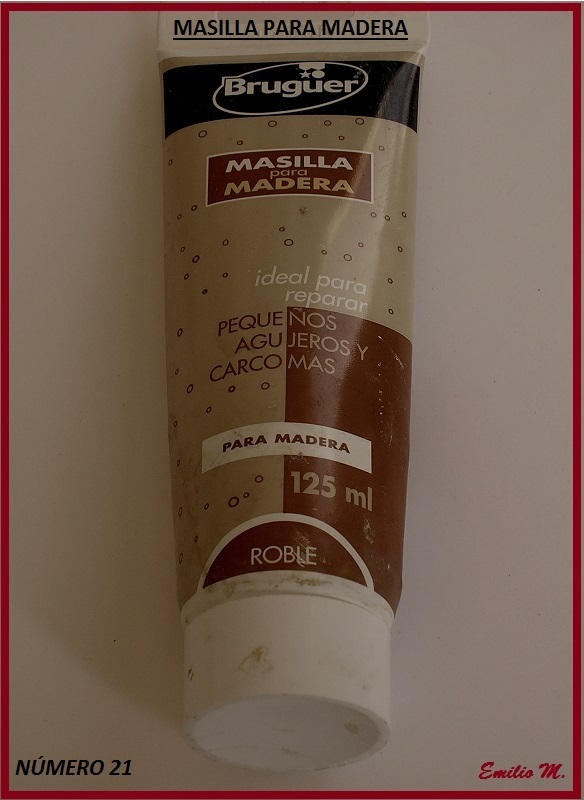 MASILLA PARA MADERA
Bruguer
MASILLA
para
MADERA
ideal para
reparar
PEQUEÑOS
AGUJEROS Y
CARCOMAS
PARA MADERA
125 ml
ROBLE
NÚMERO 21
Emilio M.